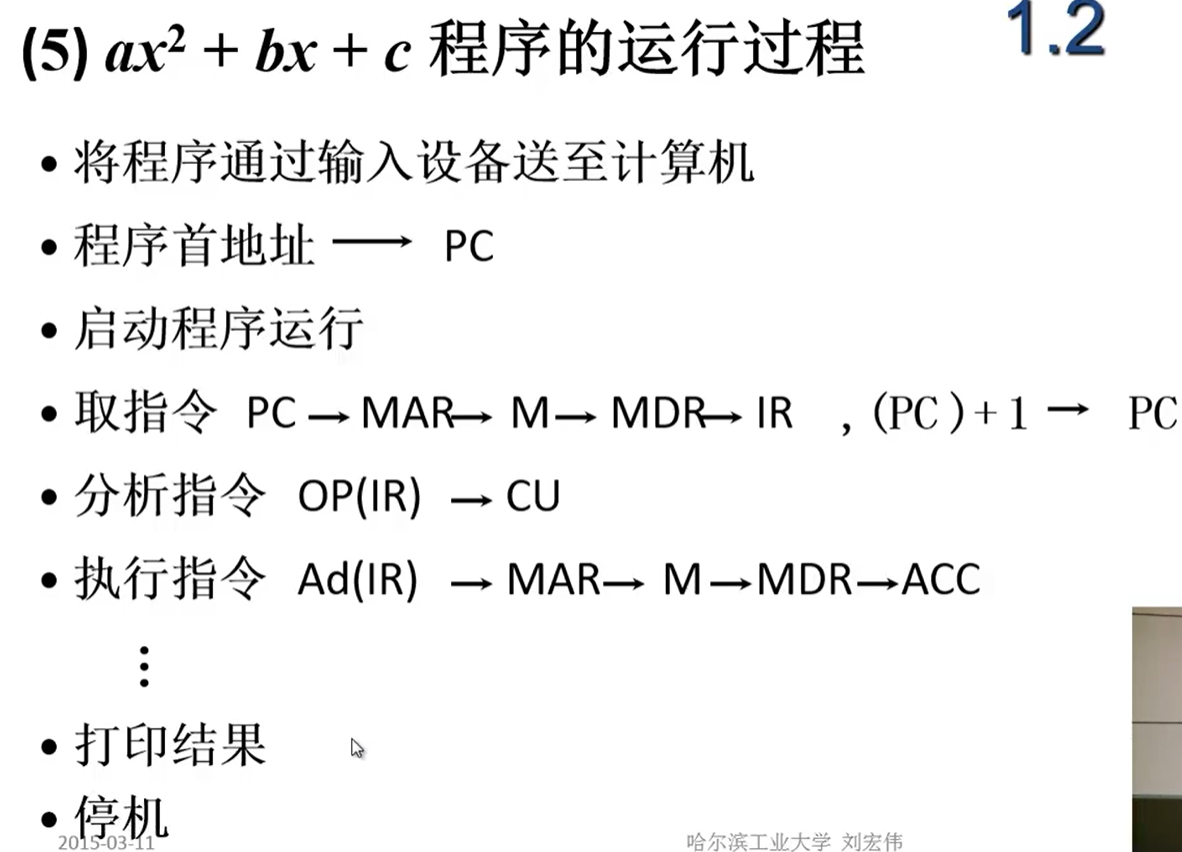 (5) ax² + bx + c 程序的运行过程
1.2
• 将程序通过输入设备送至计算机
• 程序首地址 → PC
• 启动程序运行
• 取指令 PC → MAR → M → MDR → IR , (PC) + 1 → PC
• 分析指令 OP(IR) → CU
• 执行指令 Ad(IR) → MAR → M → MDR → ACC
⋮
• 打印结果
• 停机
2015-03-11
哈尔滨工业大学 刘宏伟